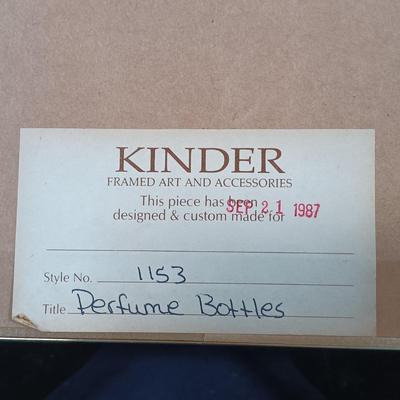 KINDER
FRAMED ART AND ACCESSORIES
This piece has been
SEP 21 1987
designed & custom made for
Style No. 1153
Title Perfume Bottles